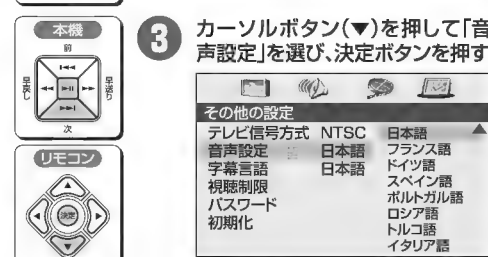 本機
前
早戻し
早送り
次
リモコン
決定
3
カーソルボタン(▼)を押して「音
声設定」を選び、決定ボタンを押す
その他の設定
テレビ信号方式 NTSC 日本語 ▲
音声設定 日本語 フランス語
字幕言語 日本語 ドイツ語
視聴制限 スペイン語
パスワード ポルトガル語
初期化 ロシア語
トルコ語
イタリア語